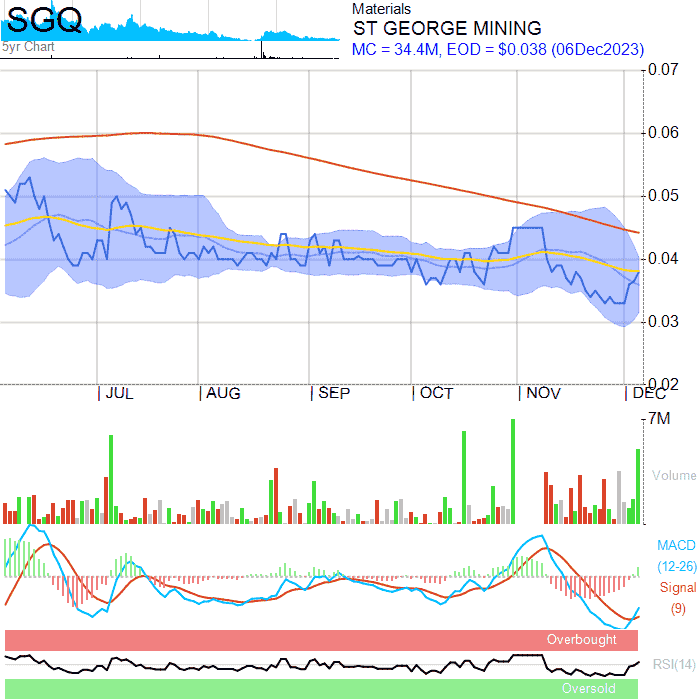 SGQ
5yr Chart
Materials
ST GEORGE MINING
MC = 34.4M, EOD = $0.038 (06Dec2023)
0.07
0.06
0.05
0.04
0.03
0.02
JUL AUG SEP OCT NOV DEC
7M
Volume
MACD
(12-26)
Signal
(9)
Overbought
RSI(14)
Oversold